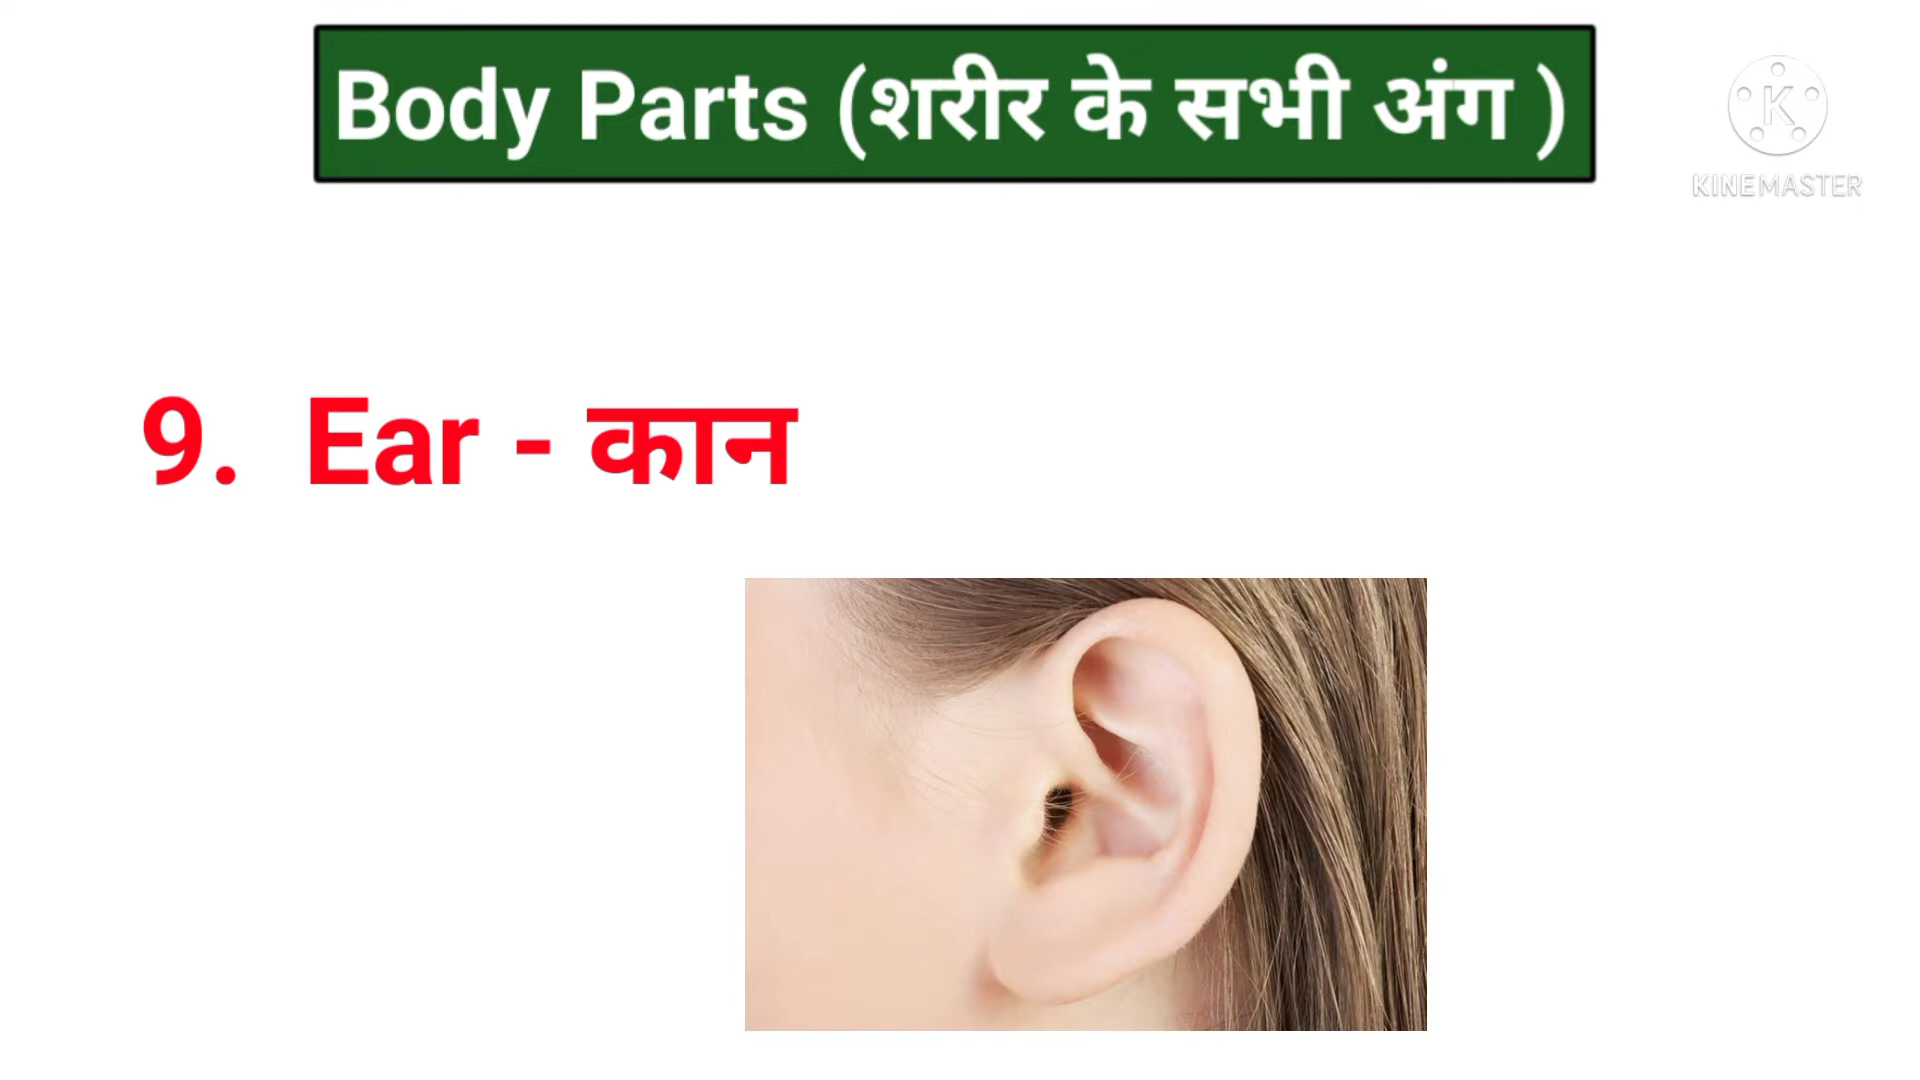 Body Parts (शरीर के सभी अंग )
K
KINEMASTER
9. Ear - कान